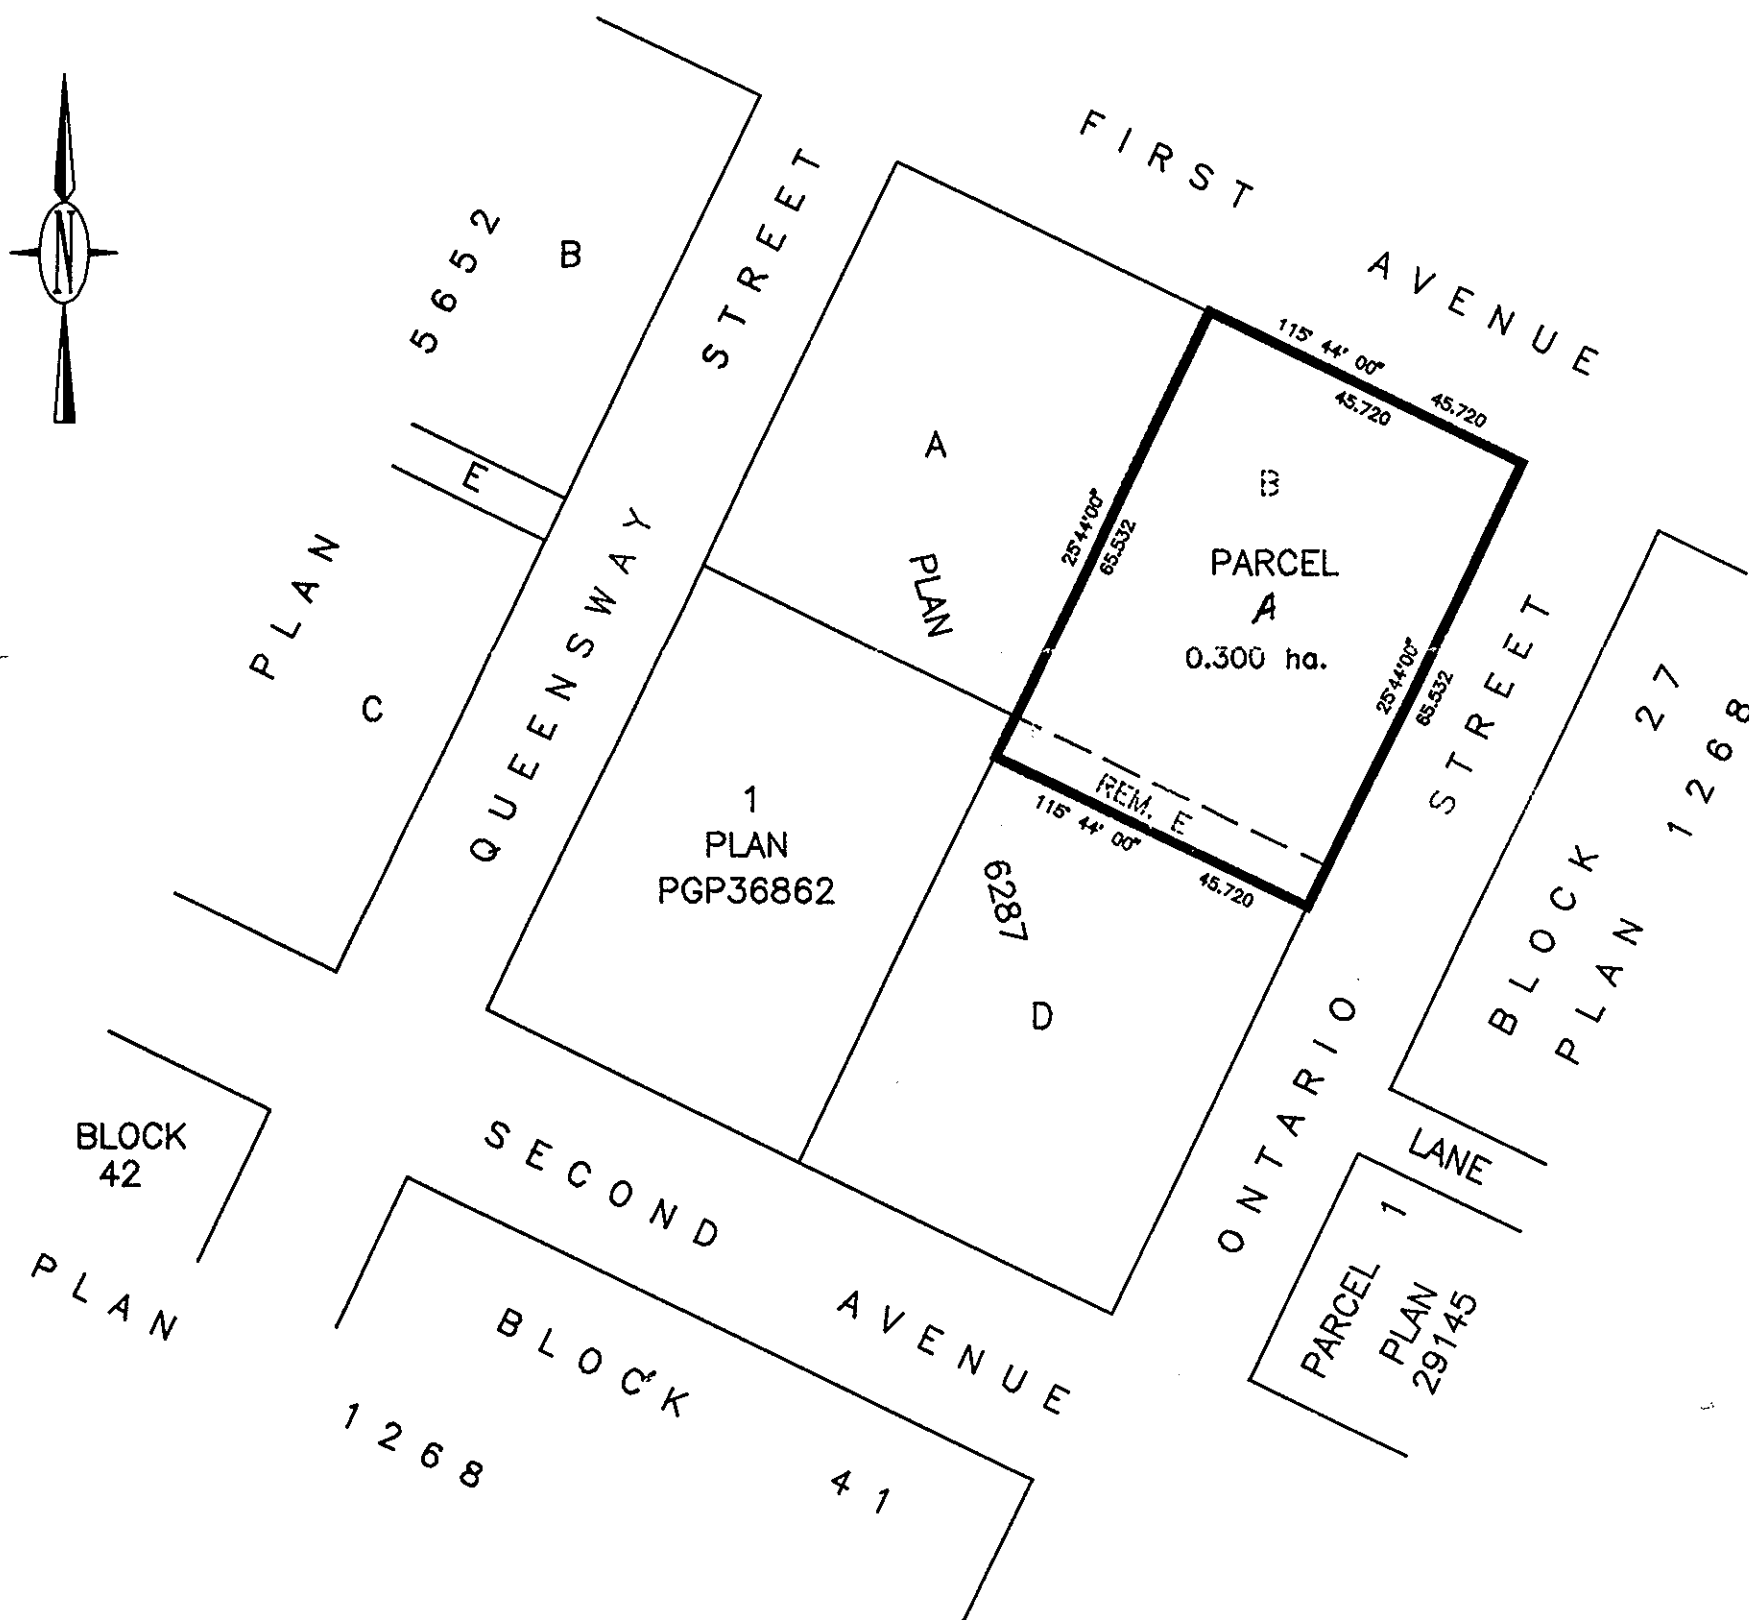 N
FIRST AVENUE
QUEENSWAY STREET
PLAN 5652
B
E
C
A
PLAN
6287
115° 44' 00"
45.720
45.720
25°44'00"
65.532
B
PARCEL
A
0.300 ha.
25°44'00"
65.532
REM. E
115° 44' 00"
45.720
1
PLAN
PGP36862
D
ONTARIO STREET
BLOCK 27
PLAN 1268
LANE
PARCEL 1
PLAN
29145
SECOND AVENUE
BLOCK
42
BLOCK 41
PLAN 1268